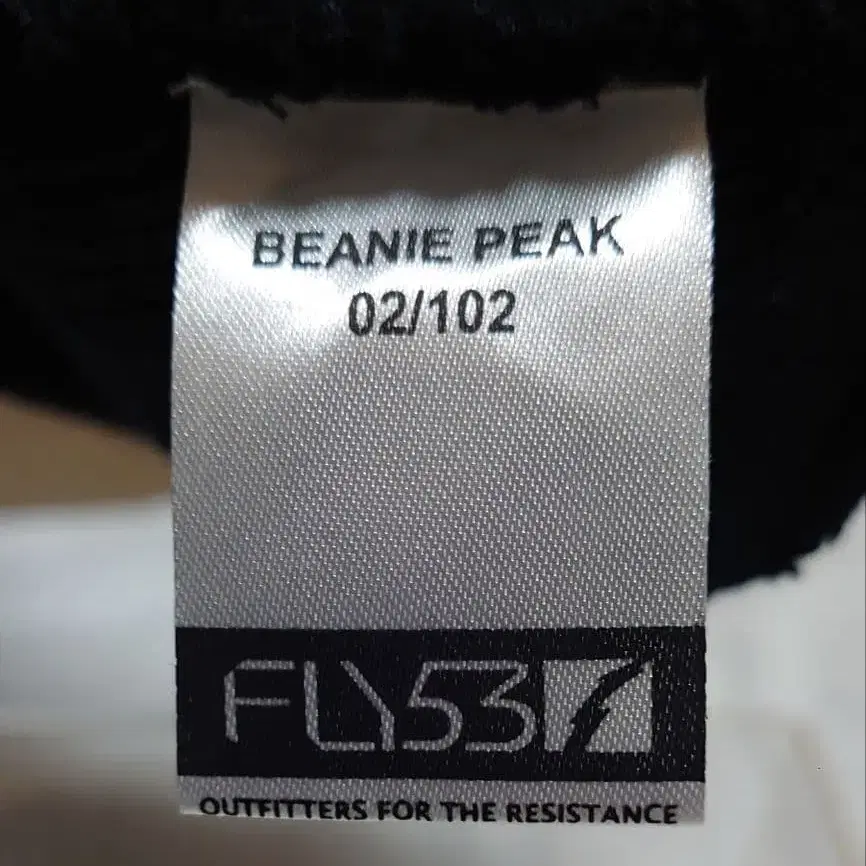 BEANIE PEAK
02/102
FLY53
OUTFITTERS FOR THE RESISTANCE